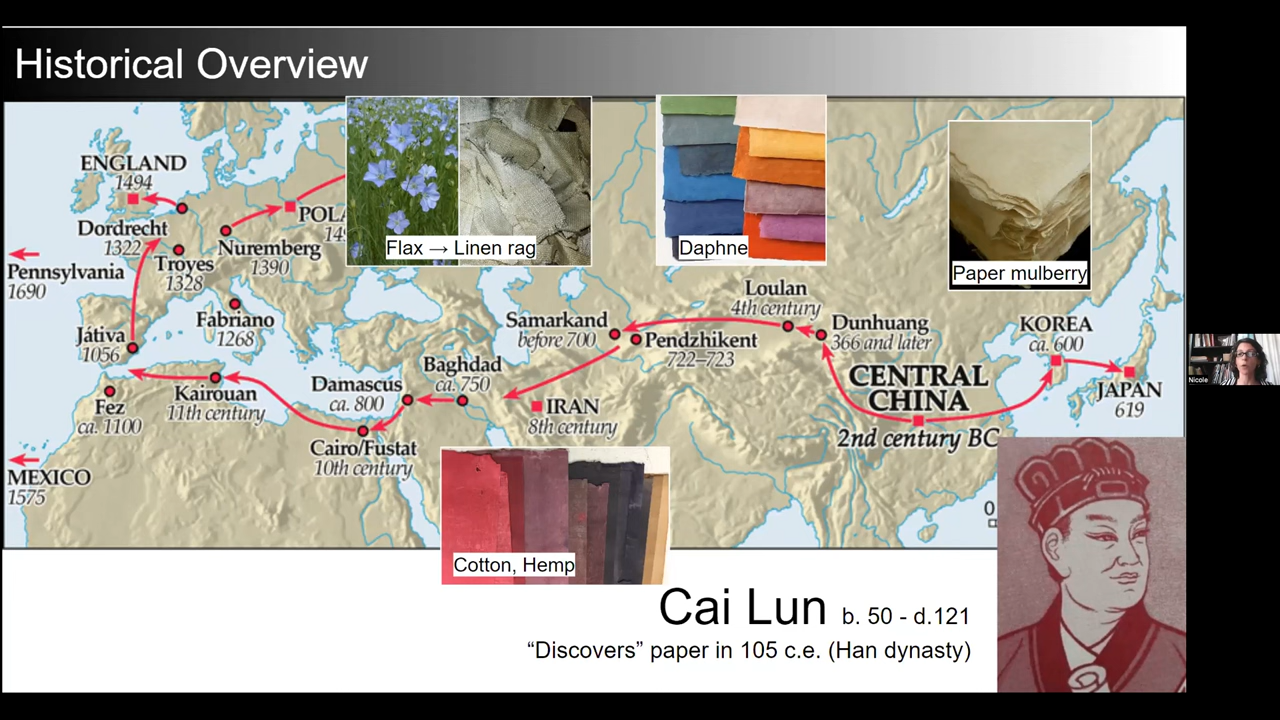 Historical Overview
ENGLAND
1494
Dordrecht
1322
Troyes
1328
Nuremberg
1390
Pennsylvania
1690
Fabriano
1268
Játiva
1056
Fez
ca. 1100
Kairouan
11th century
MEXICO
1575
Flax → Linen rag
Daphne
Paper mulberry
Samarkand
before 700
Pendzhikent
722–723
Loulan
4th century
Dunhuang
366 and later
KOREA
ca. 600
JAPAN
619
CENTRAL
CHINA
2nd century BC
Baghdad
ca. 750
Damascus
ca. 800
IRAN
8th century
Cairo/Fustat
10th century
0
Cotton, Hemp
Cai Lun b. 50 - d.121
“Discovers” paper in 105 c.e. (Han dynasty)
Nicole